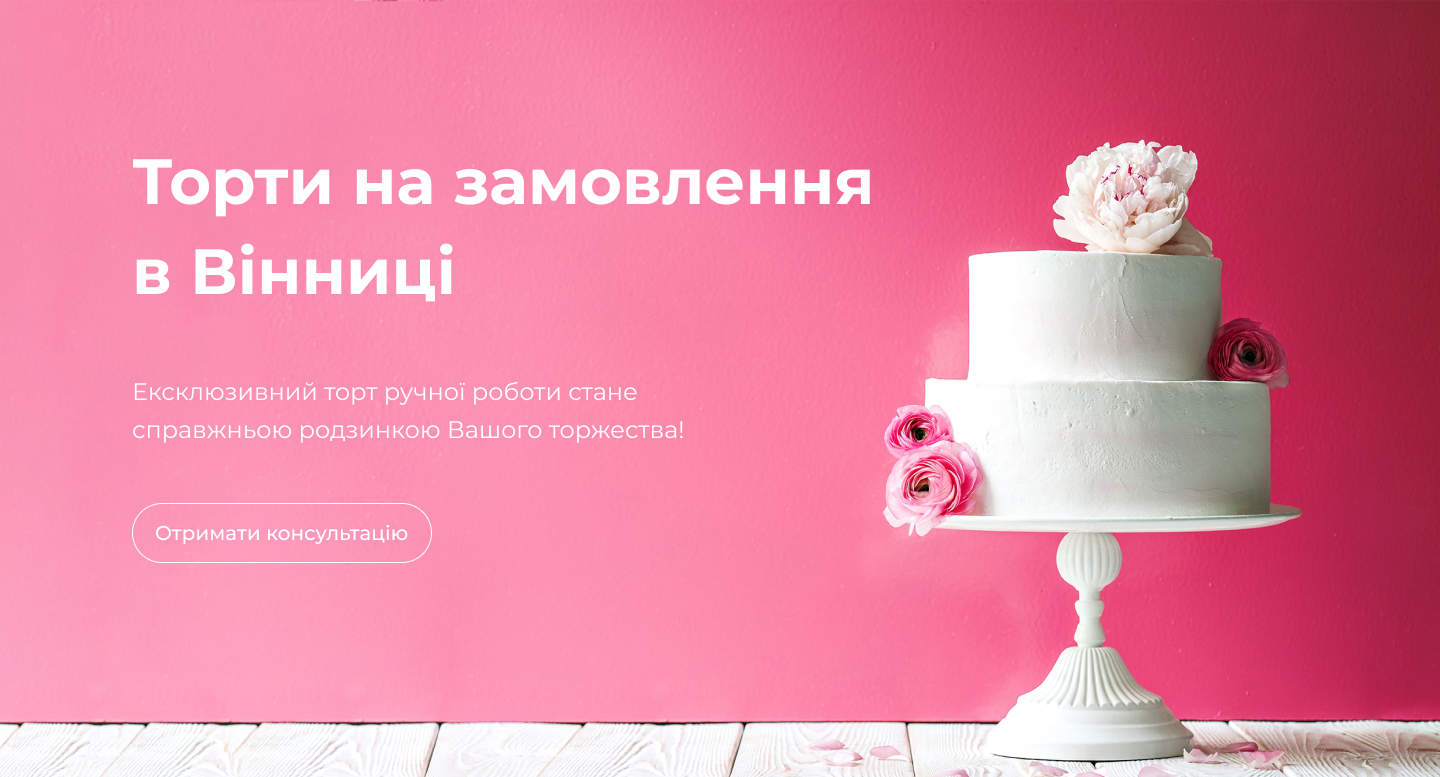 Торти на замовлення
в Вінниці
Ексклюзивний торт ручної роботи стане
справжньою родзинкою Вашого торжества!
Отримати консультацію